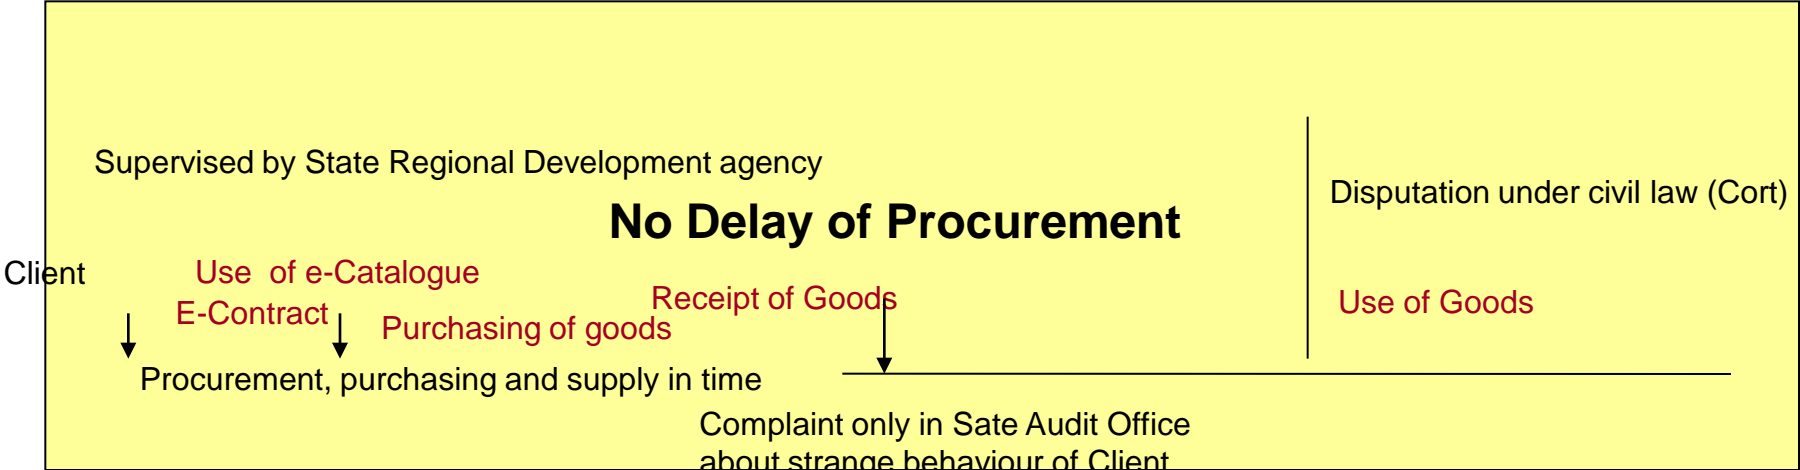 Supervised by State Regional Development agency
Disputation under civil law (Cort)
No Delay of Procurement
Client
Use of e-Catalogue
E-Contract
Purchasing of goods
Receipt of Goods
Use of Goods
Procurement, purchasing and supply in time
Complaint only in Sate Audit Office
about strange behaviour of Client